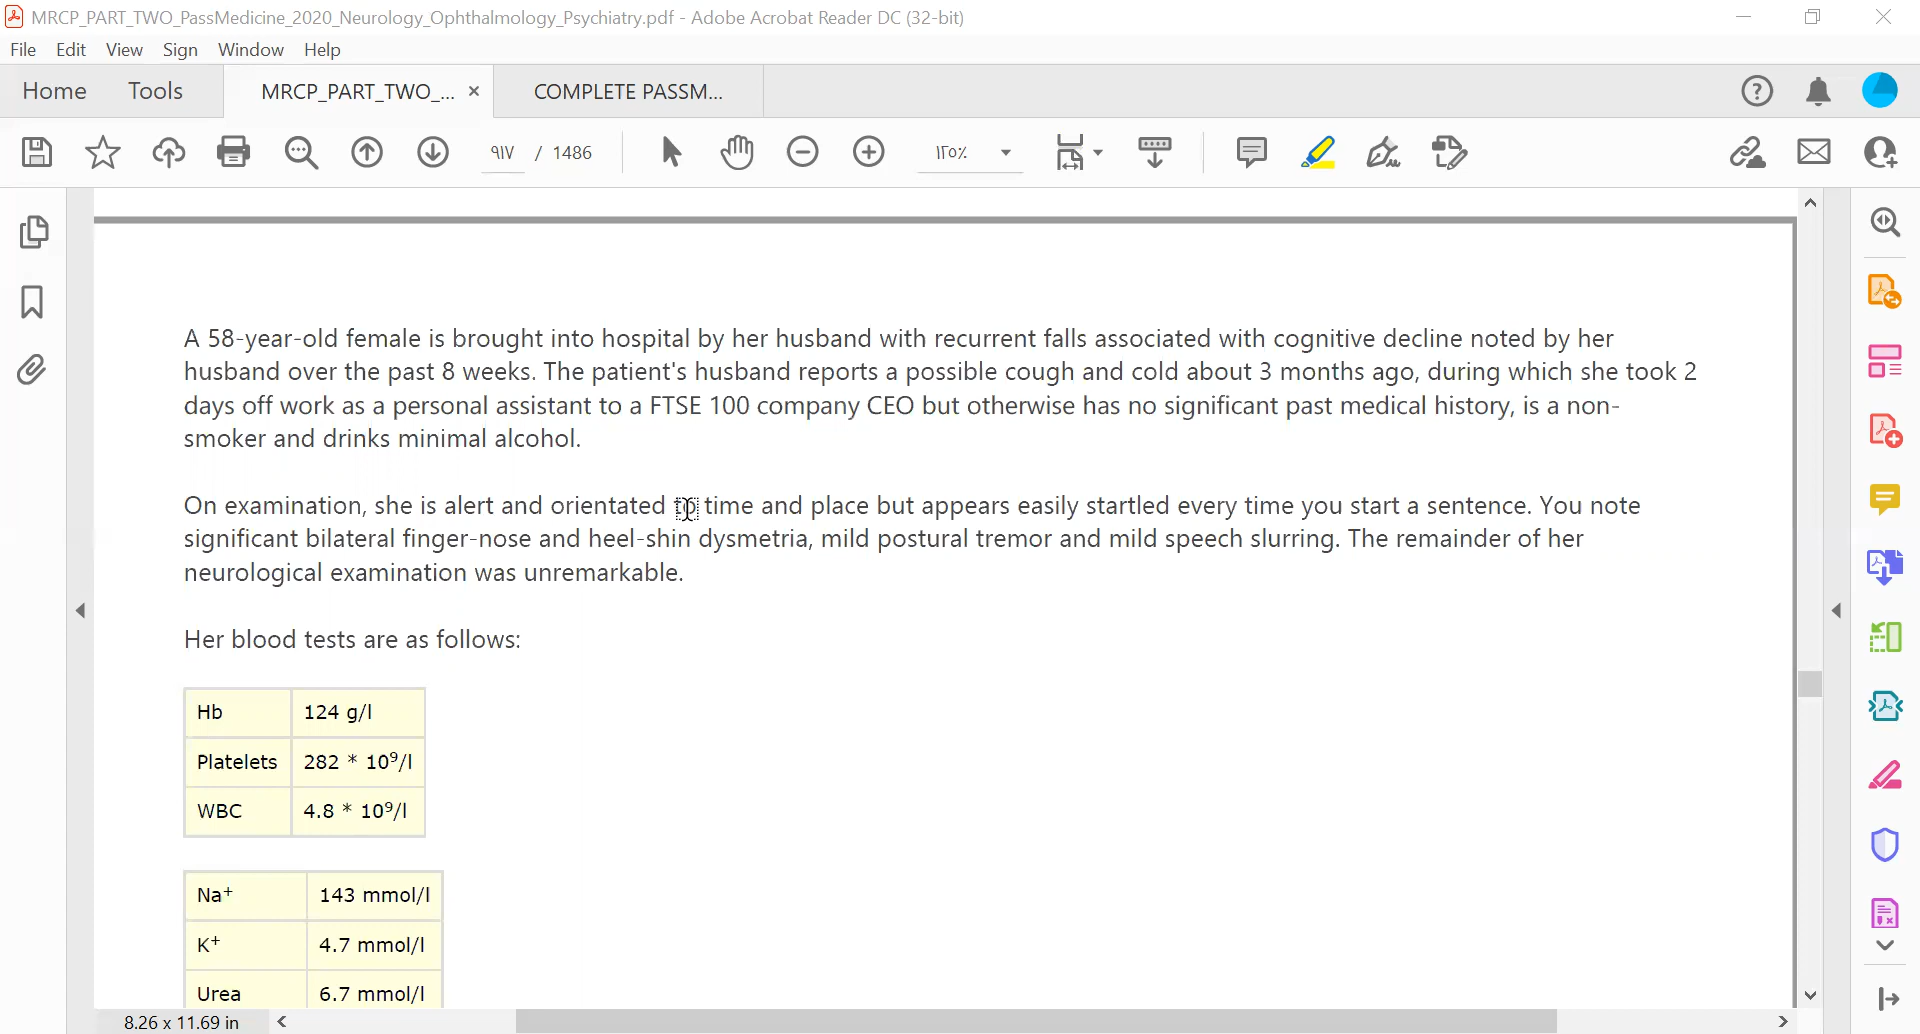 MRCP_PART_TWO_PassMedicine_2020_Neurology_Ophthalmology_Psychiatry.pdf - Adobe Acrobat Reader DC (32-bit)
File Edit View Sign Window Help
Home Tools MRCP_PART_TWO_... × COMPLETE PASSM...
٩١٧ / 1486 ١٣٥٪
A 58-year-old female is brought into hospital by her husband with recurrent falls associated with cognitive decline noted by her
husband over the past 8 weeks. The patient's husband reports a possible cough and cold about 3 months ago, during which she took 2
days off work as a personal assistant to a FTSE 100 company CEO but otherwise has no significant past medical history, is a non-
smoker and drinks minimal alcohol.
On examination, she is alert and orientated to time and place but appears easily startled every time you start a sentence. You note
significant bilateral finger-nose and heel-shin dysmetria, mild postural tremor and mild speech slurring. The remainder of her
neurological examination was unremarkable.
Her blood tests are as follows:
Hb 124 g/l
Platelets 282 * 10⁹/l
WBC 4.8 * 10⁹/l
Na⁺ 143 mmol/l
K⁺ 4.7 mmol/l
Urea 6.7 mmol/l
8.26 x 11.69 in